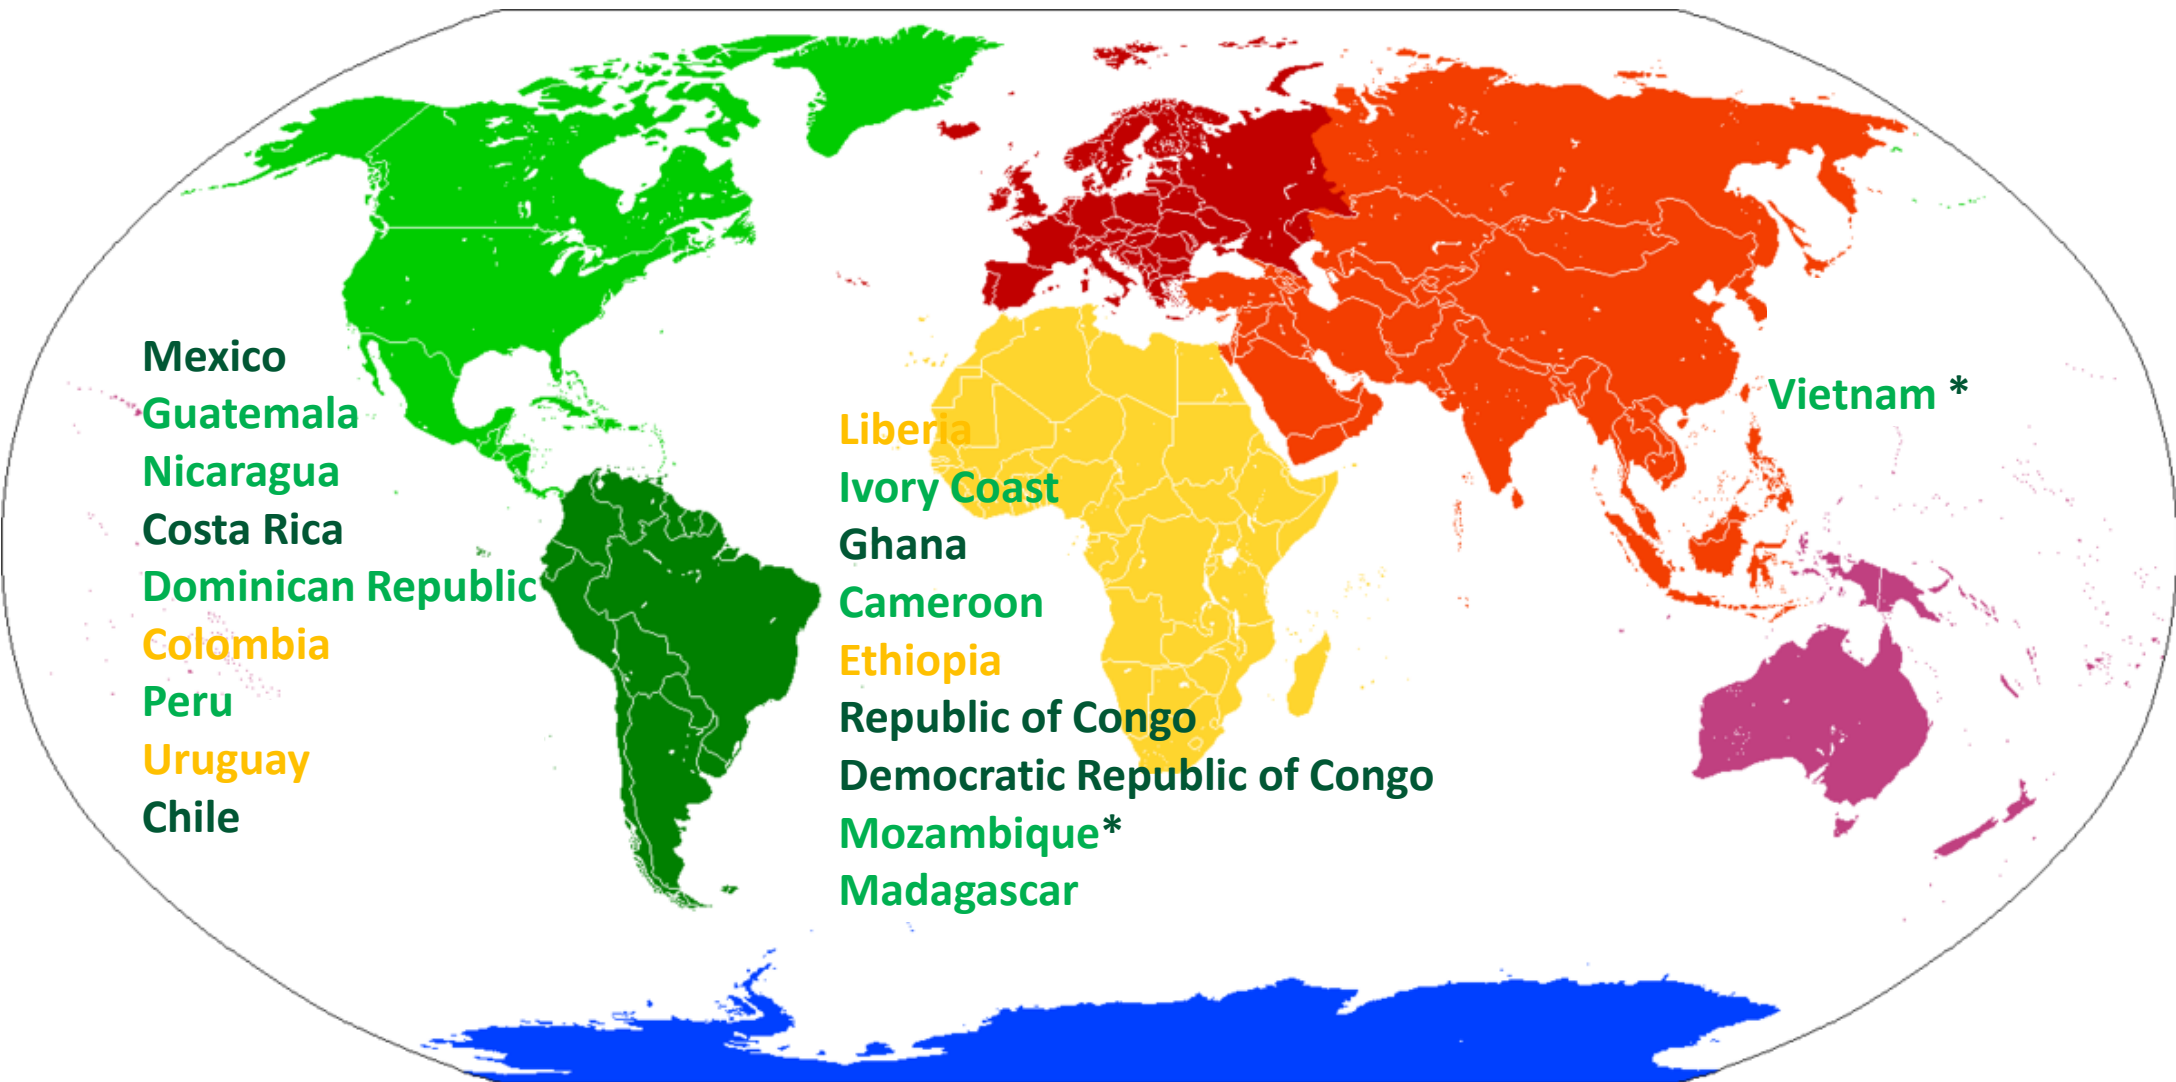 Mexico
Guatemala
Nicaragua
Costa Rica
Dominican Republic
Colombia
Peru
Uruguay
Chile
Liberia
Ivory Coast
Ghana
Cameroon
Ethiopia
Republic of Congo
Democratic Republic of Congo
Mozambique*
Madagascar
Vietnam *